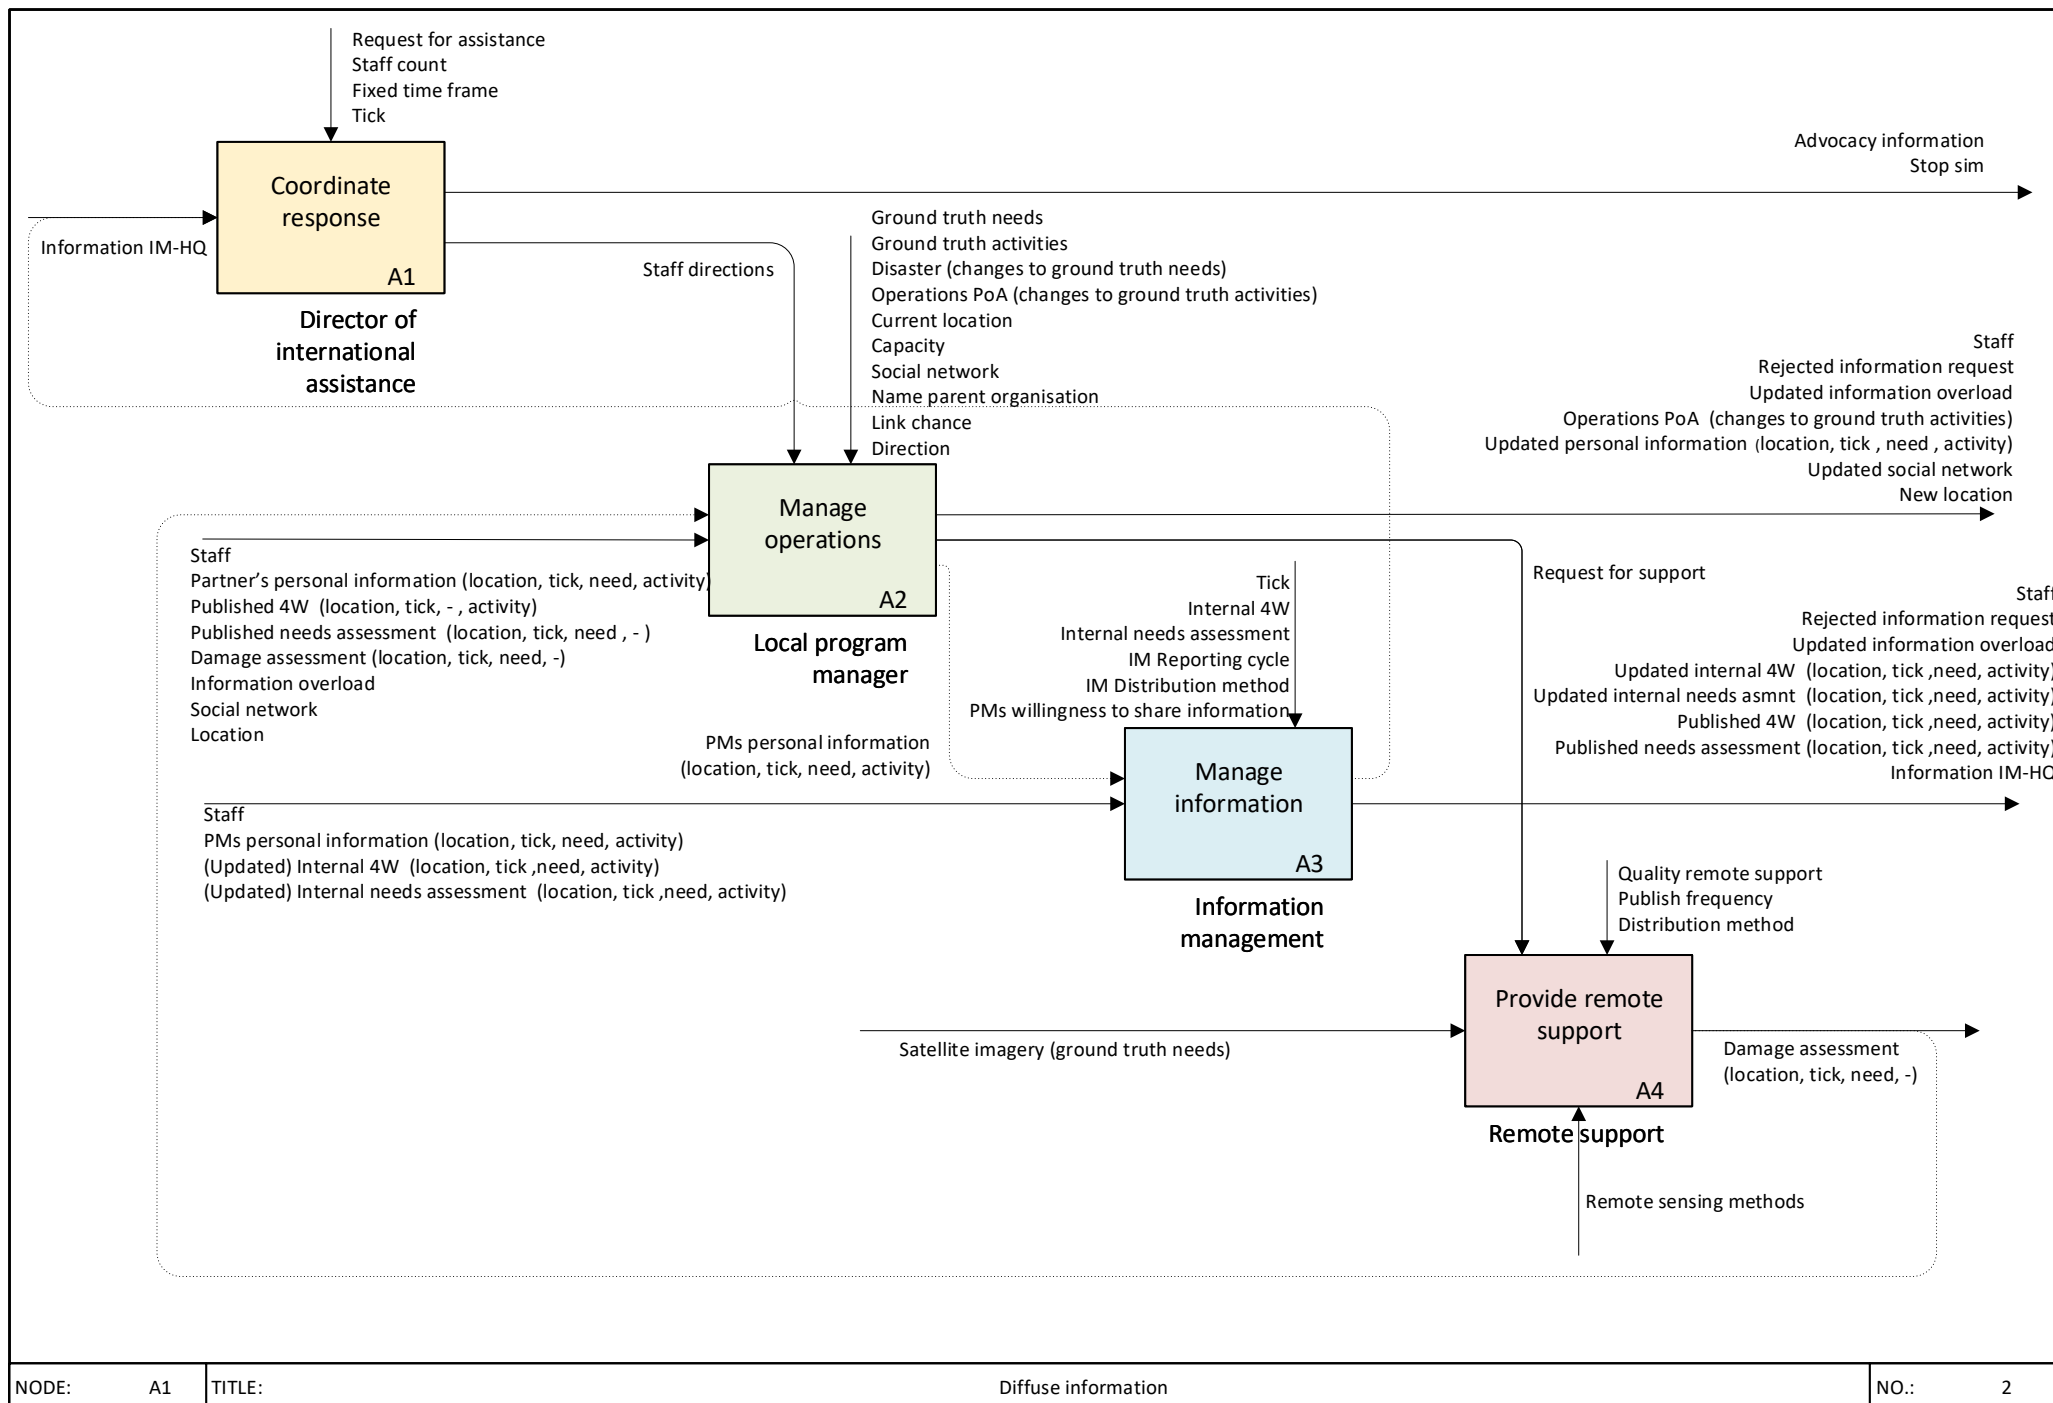 Request for assistance
Staff count
Fixed time frame
Tick
Coordinate
response
A1
Director of
international
assistance
Information IM-HQ
Advocacy information
Stop sim
Staff directions
Ground truth needs
Ground truth activities
Disaster (changes to ground truth needs)
Operations PoA (changes to ground truth activities)
Current location
Capacity
Social network
Name parent organisation
Link chance
Direction
Staff
Rejected information request
Updated information overload
Operations PoA  (changes to ground truth activities)
Updated personal information (location, tick , need , activity)
Updated social network
New location
Manage
operations
A2
Local program
manager
Staff
Partner's personal information (location, tick, need, activity)
Published 4W  (location, tick, - , activity)
Published needs assessment  (location, tick, need , - )
Damage assessment (location, tick, need, -)
Information overload
Social network
Location
Request for support
Tick
Internal 4W
Internal needs assessment
IM Reporting cycle
IM Distribution method
PMs willingness to share information
Staff
Rejected information request
Updated information overload
Updated internal 4W  (location, tick ,need, activity)
Updated internal needs asmnt  (location, tick ,need, activity)
Published 4W  (location, tick ,need, activity)
Published needs assessment (location, tick ,need, activity)
Information IM-HQ
PMs personal information
(location, tick, need, activity)
Manage
information
A3
Information
management
Staff
PMs personal information (location, tick, need, activity)
(Updated) Internal 4W  (location, tick ,need, activity)
(Updated) Internal needs assessment  (location, tick ,need, activity)
Quality remote support
Publish frequency
Distribution method
Provide remote
support
A4
Remote support
Satellite imagery (ground truth needs)
Damage assessment
(location, tick, need, -)
Remote sensing methods
NODE: A1 TITLE: Diffuse information NO.: 2